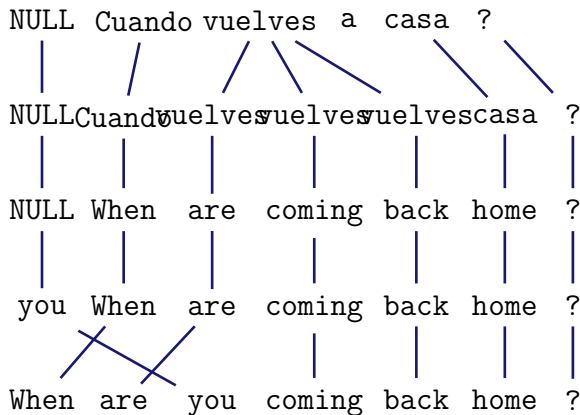 NULL Cuando vuelves a casa ?
NULL Cuando vuelves vuelves vuelves casa ?
NULL When are coming back home ?
you When are coming back home ?
When are you coming back home ?